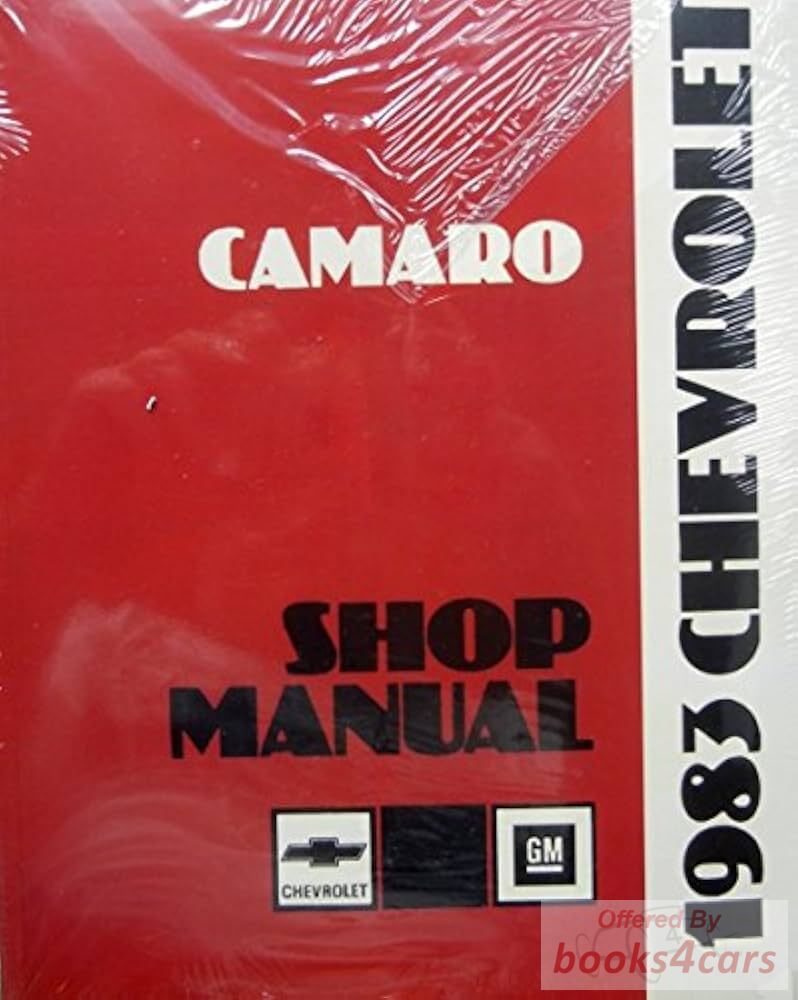 CAMARO
SHOP
MANUAL
CHEVROLET
GM
1983 CHEVROLET
Offered By
books4cars